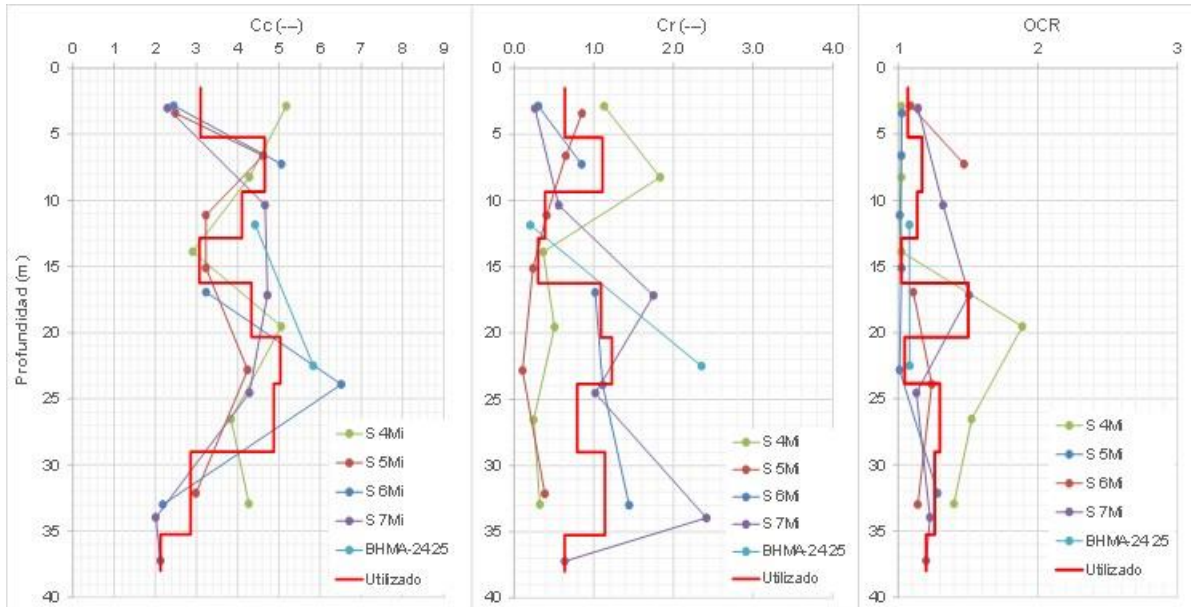 Cc (---)
0 1 2 3 4 5 6 7 8 9
Profundidad (m)
0
5
10
15
20
25
30
35
40
S 4Mi
S 5Mi
S 6Mi
S 7Mi
BHMA-2425
Utilizado
Cr (---)
0.0 1.0 2.0 3.0 4.0
0
5
10
15
20
25
30
35
40
S 4Mi
S 5Mi
S 6Mi
S 7Mi
BHMA-2425
Utilizado
OCR
1 2 3
0
5
10
15
20
25
30
35
40
S 4Mi
S 5Mi
S 6Mi
S 7Mi
BHMA-2425
Utilizado